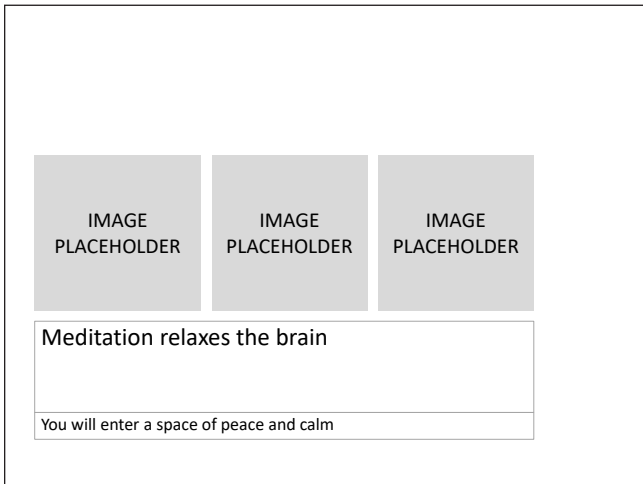 IMAGE
PLACEHOLDER
IMAGE
PLACEHOLDER
IMAGE
PLACEHOLDER
Meditation relaxes the brain
You will enter a space of peace and calm